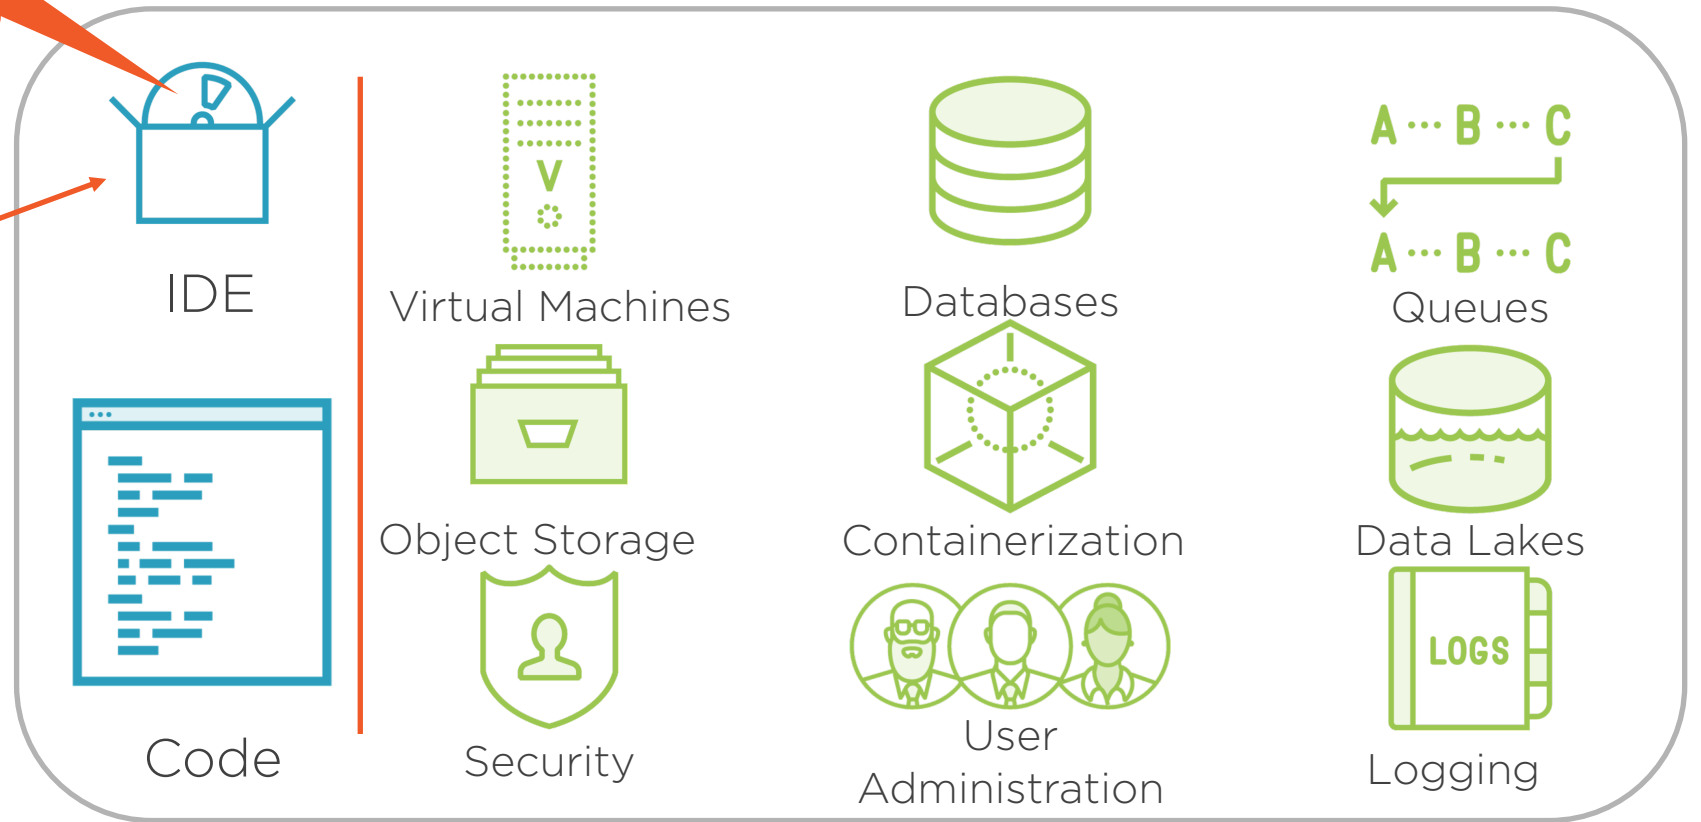 A ··· B ··· C
V
A ··· B ··· C
IDE
Virtual Machines
Databases
Queues
Object Storage
Containerization
Data Lakes
LOGS
Code
Security
User
Administration
Logging